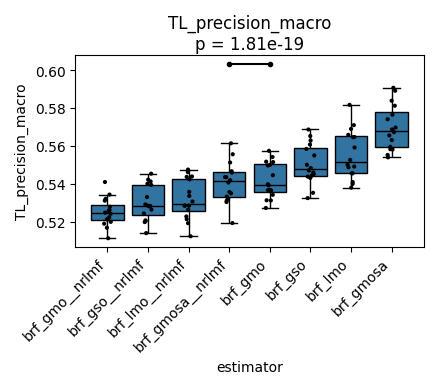 TL_precision_macro
p = 1.81e-19
TL_precision_macro
0.60
0.58
0.56
0.54
0.52
brf_gmo__nrlmf
brf_gso__nrlmf
brf_lmo__nrlmf
brf_gmosa__nrlmf
brf_gmo
brf_gso
brf_lmo
brf_gmosa
estimator